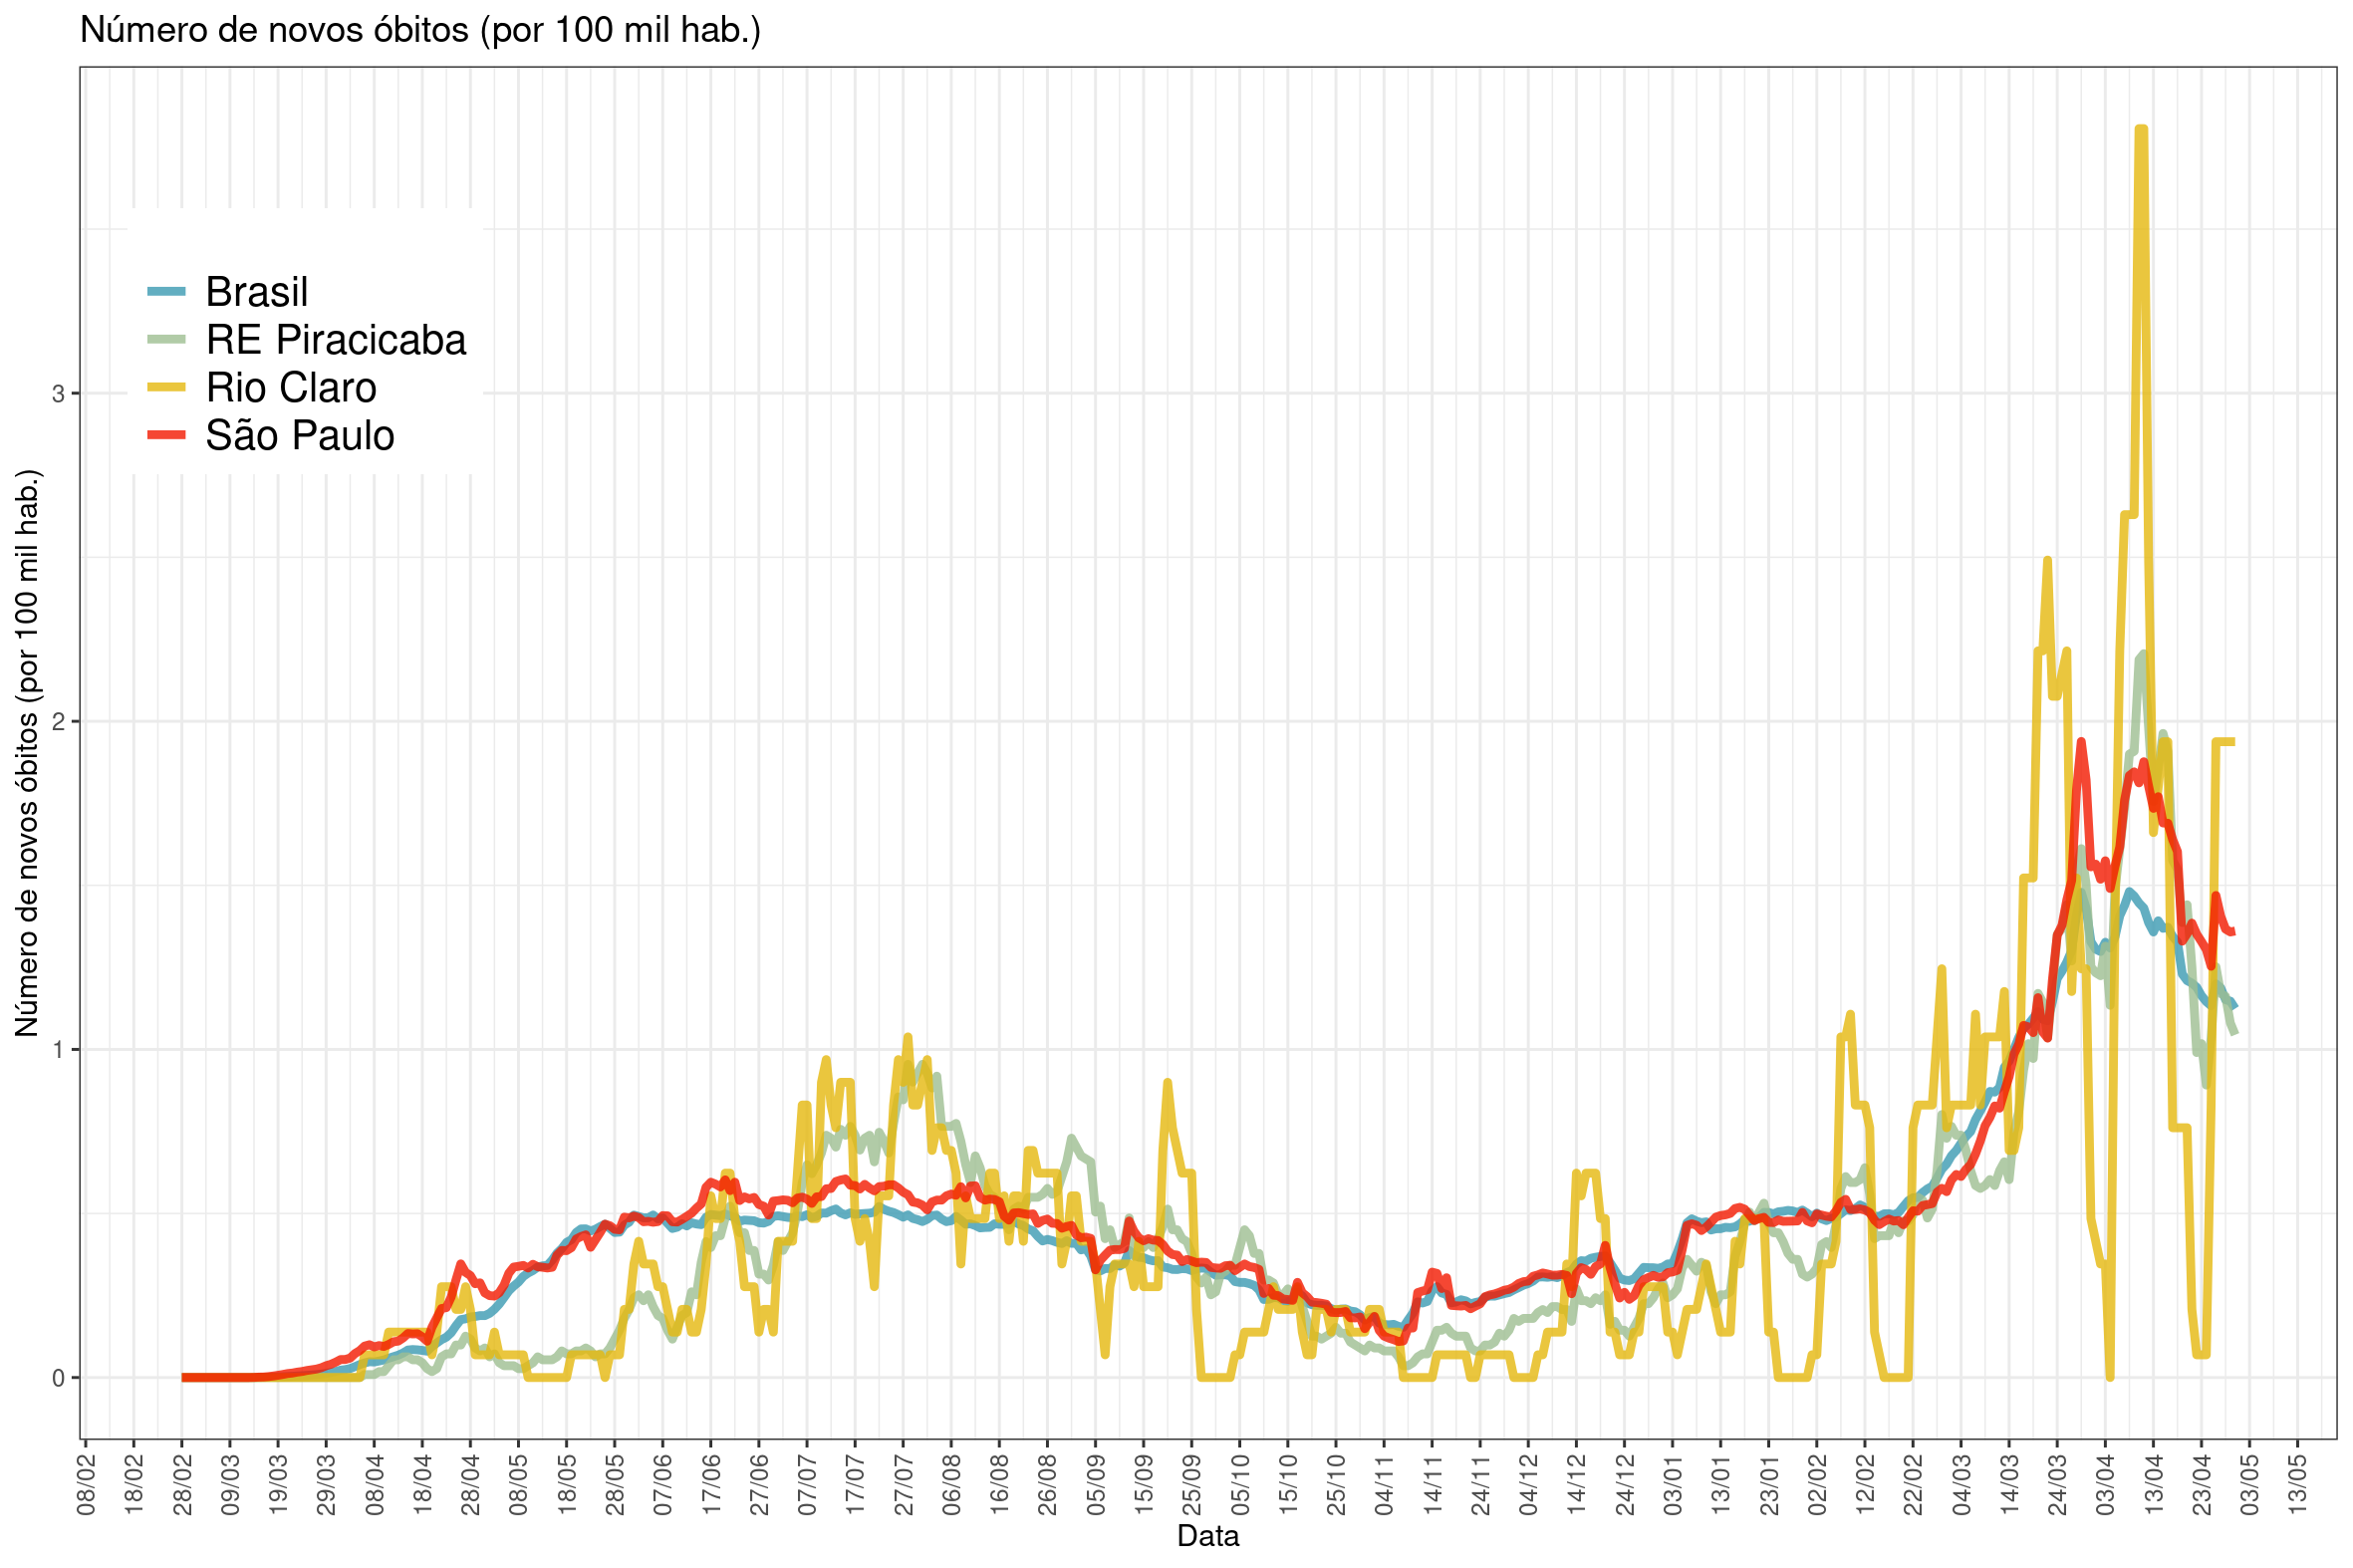 Número de novos óbitos (por 100 mil hab.)
Número de novos óbitos (por 100 mil hab.)
Brasil
RE Piracicaba
Rio Claro
São Paulo
3
2
1
0
08/02 18/02 28/02 09/03 19/03 29/03 08/04 18/04 28/04 08/05 18/05 28/05 07/06 17/06 27/06 07/07 17/07 27/07 06/08 16/08 26/08 05/09 15/09 25/09 05/10 15/10 25/10 04/11 14/11 24/11 04/12 14/12 24/12 03/01 13/01 23/01 02/02 12/02 22/02 04/03 14/03 24/03 03/04 13/04 23/04 03/05 13/05
Data